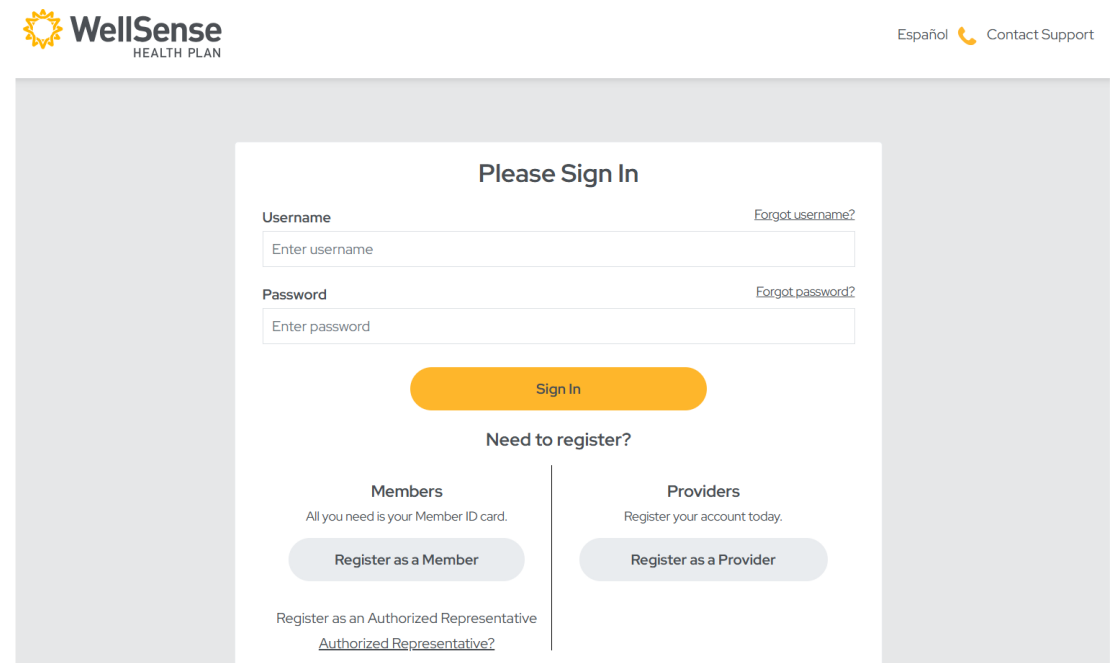 WellSense
HEALTH PLAN
Español Contact Support
Please Sign In
Username Forgot username?
Enter username
Password Forgot password?
Enter password
Sign In
Need to register?
Members
All you need is your Member ID card.
Register as a Member
Register as an Authorized Representative
Authorized Representative?
Providers
Register your account today.
Register as a Provider